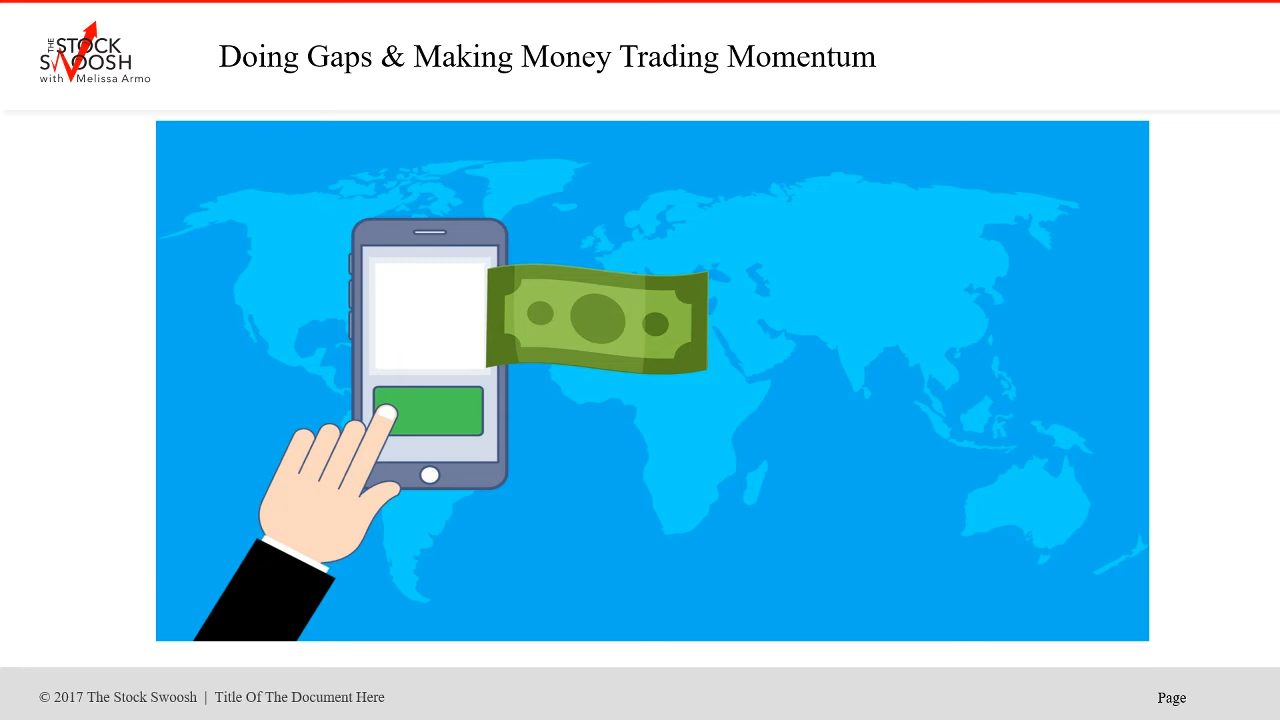 THE STOCK
SWOOSH
with Melissa Armo
Doing Gaps & Making Money Trading Momentum
© 2017 The Stock Swoosh | Title Of The Document Here
Page